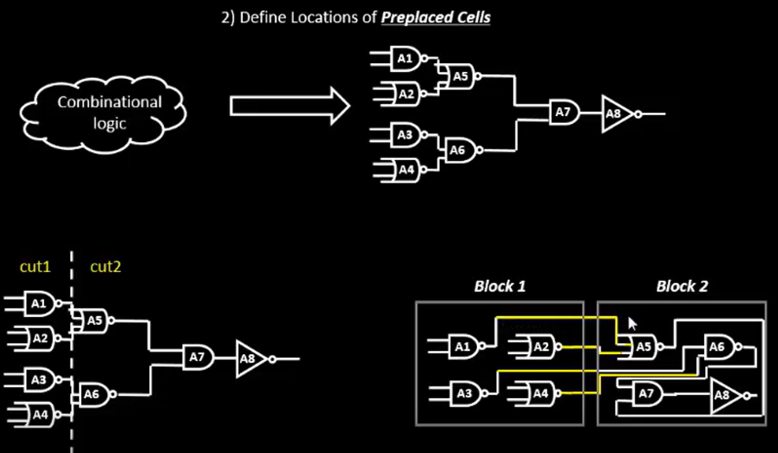 2) Define Locations of Preplaced Cells
Combinational
logic
A1
A2
A3
A4
A5
A6
A7
A8
cut1 cut2
A1
A2
A3
A4
A5
A6
A7
A8
Block 1 Block 2
A1 A2 A5 A6
A3 A4 A7 A8